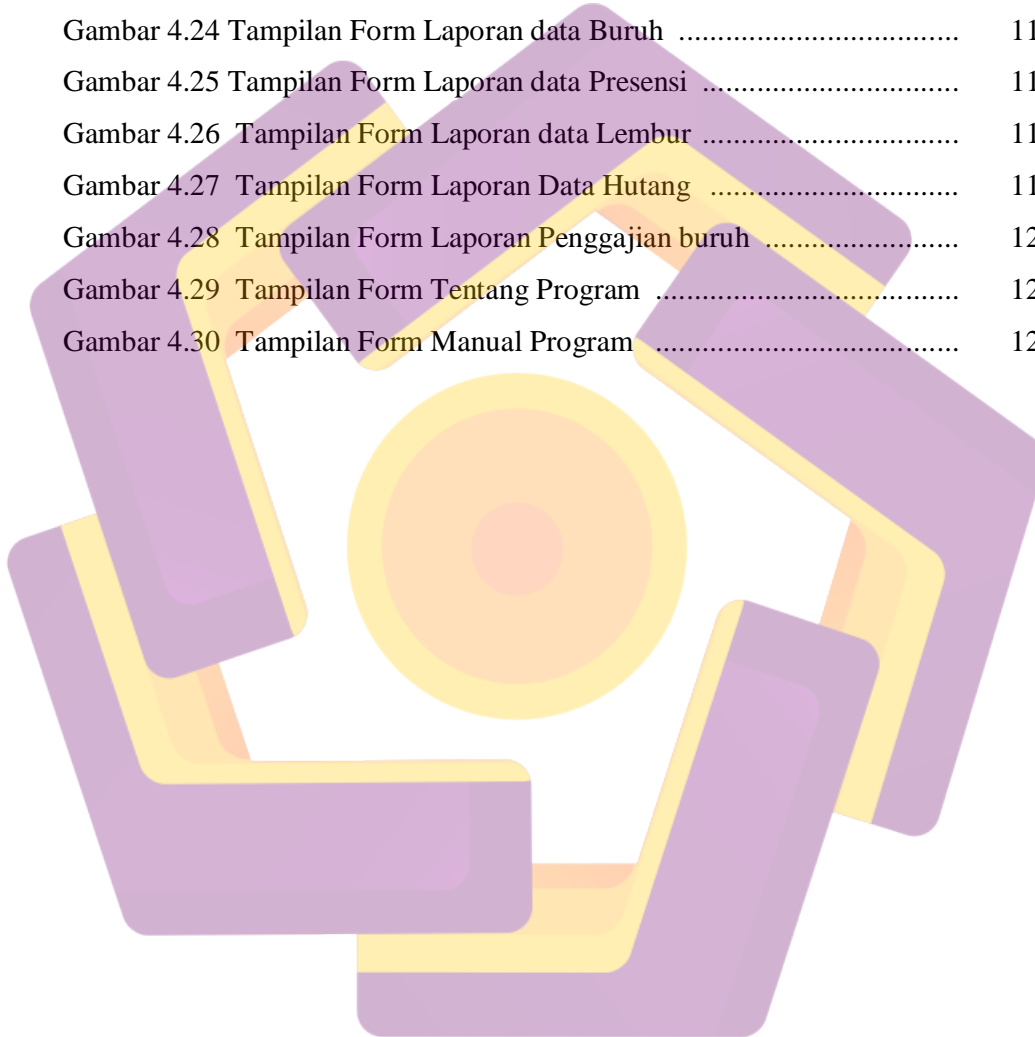 Gambar 4.24 Tampilan Form Laporan data Buruh .................................... 11
Gambar 4.25 Tampilan Form Laporan data Presensi ................................. 11
Gambar 4.26 Tampilan Form Laporan data Lembur ................................. 11
Gambar 4.27 Tampilan Form Laporan Data Hutang ................................ 11
Gambar 4.28 Tampilan Form Laporan Penggajian buruh ......................... 12
Gambar 4.29 Tampilan Form Tentang Program ....................................... 12
Gambar 4.30 Tampilan Form Manual Program ....................................... 12